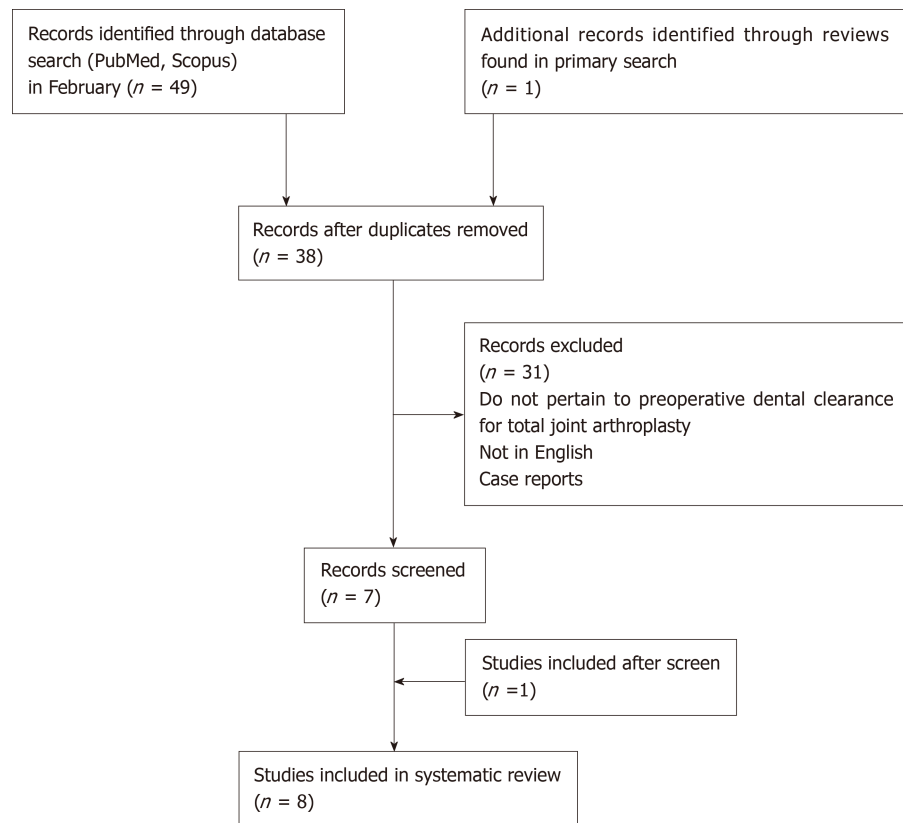 Records identified through database
search (PubMed, Scopus)
in February (n = 49)
Additional records identified through reviews
found in primary search
(n = 1)
Records after duplicates removed
(n = 38)
Records excluded
(n = 31)
Do not pertain to preoperative dental clearance
for total joint arthroplasty
Not in English
Case reports
Records screened
(n = 7)
Studies included after screen
(n =1)
Studies included in systematic review
(n = 8)